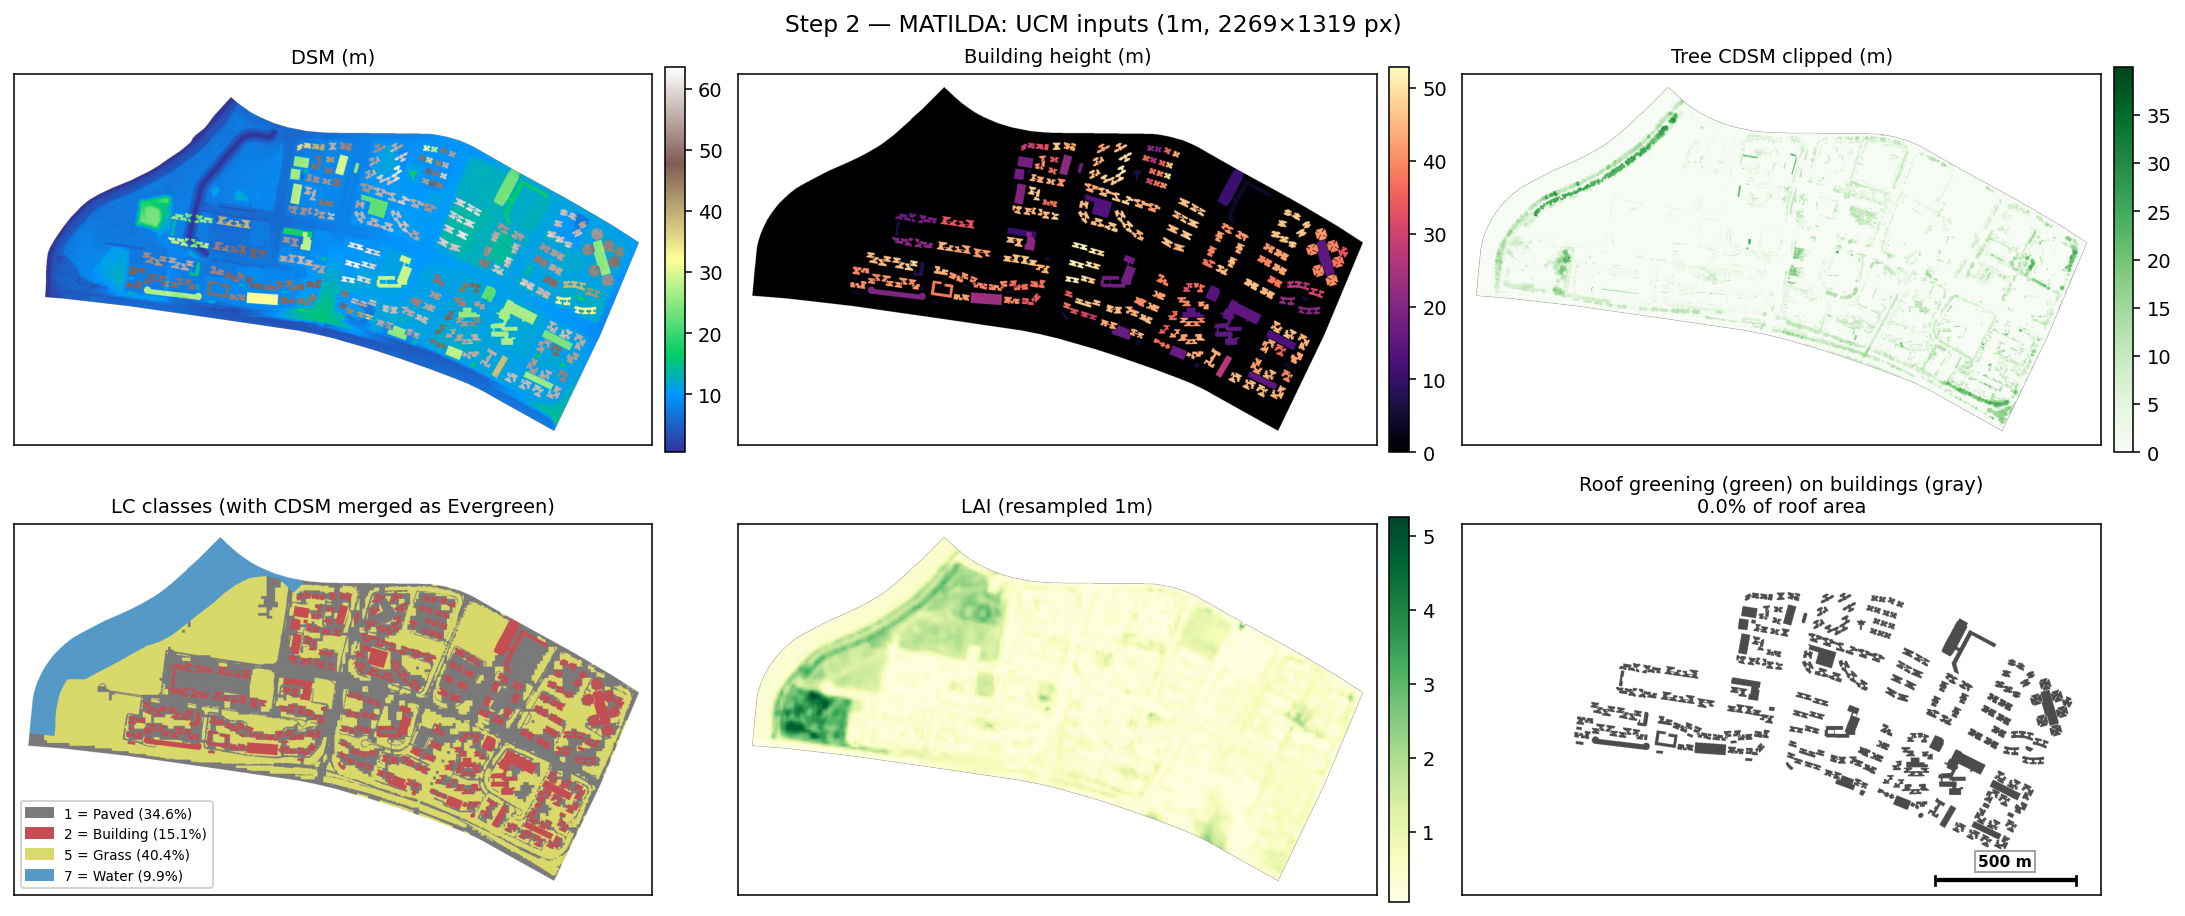 Step 2 — MATILDA: UCM inputs (1m, 2269×1319 px)
DSM (m)
60
50
40
30
20
10
Building height (m)
50
40
30
20
10
0
Tree CDSM clipped (m)
35
30
25
20
15
10
5
0
LC classes (with CDSM merged as Evergreen)
1 = Paved (34.6%)
2 = Building (15.1%)
5 = Grass (40.4%)
7 = Water (9.9%)
LAI (resampled 1m)
5
4
3
2
1
Roof greening (green) on buildings (gray)
0.0% of roof area
500 m